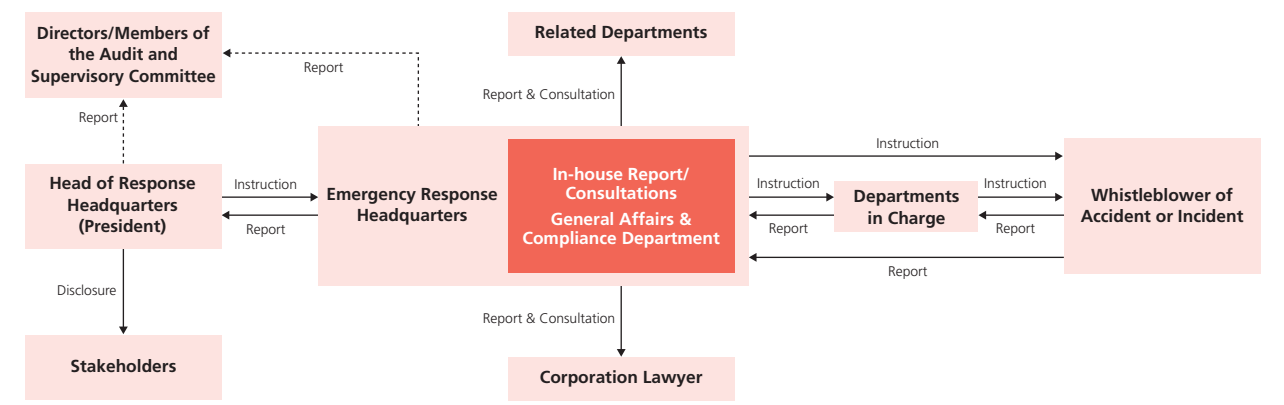 Directors/Members of
the Audit and
Supervisory Committee
Report
Related Departments
Report & Consultation
Report
Head of Response
Headquarters
(President)
Instruction
Report
Emergency Response
Headquarters
In-house Report/
Consultations
General Affairs &
Compliance Department
Instruction
Instruction
Report
Departments
in Charge
Instruction
Report
Report
Whistleblower of
Accident or Incident
Disclosure
Report & Consultation
Stakeholders
Corporation Lawyer